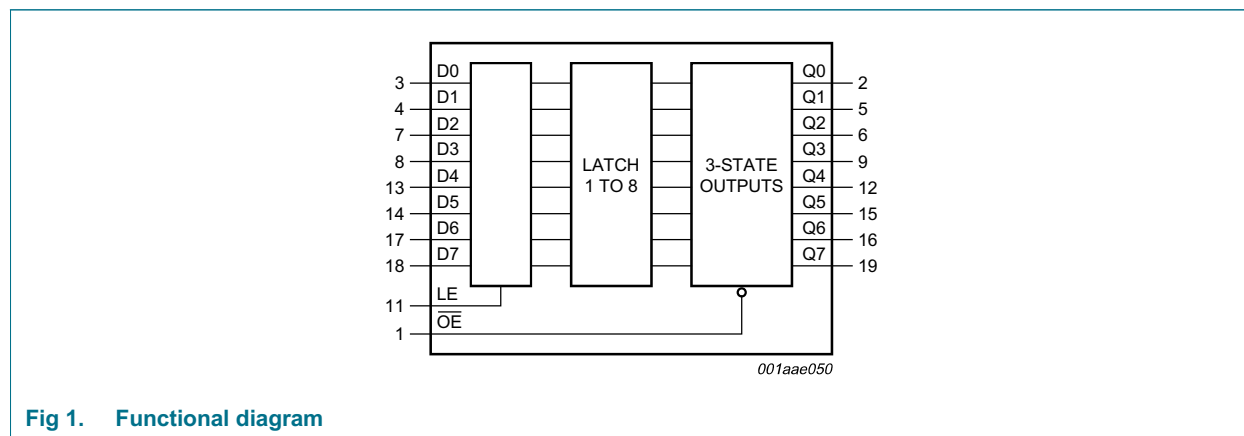 3 D0 Q0 2
4 D1 Q1 5
7 D2 Q2 6
8 D3 Q3 9
13 D4 LATCH 1 TO 8 3-STATE OUTPUTS Q4 12
14 D5 Q5 15
17 D6 Q6 16
18 D7 Q7 19
11 LE
1 O̅E̅
001aae050
Fig 1. Functional diagram